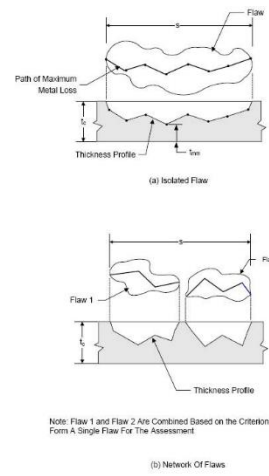 s
Flaw
Path of Maximum
Metal Loss
tc
Thickness Profile
tmm
(a) Isolated Flaw
s
Flaw 1
tc
Thickness Profile
Note: Flaw 1 and Flaw 2 Are Combined Based on the Criterion
Form A Single Flaw For The Assessment
(b) Network Of Flaws